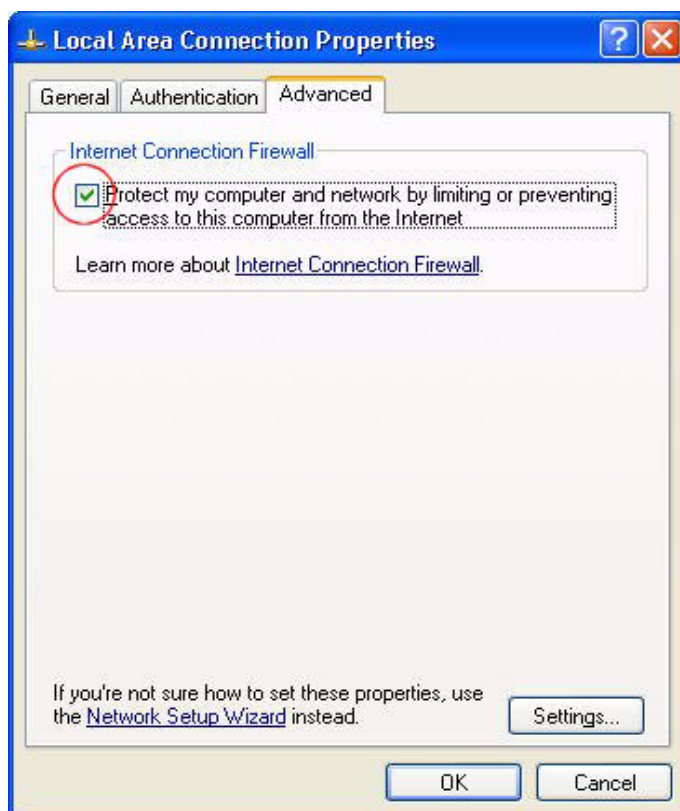 Local Area Connection Properties
General Authentication Advanced
Internet Connection Firewall
Protect my computer and network by limiting or preventing
access to this computer from the Internet
Learn more about Internet Connection Firewall.
If you're not sure how to set these properties, use
the Network Setup Wizard instead.
Settings...
OK Cancel